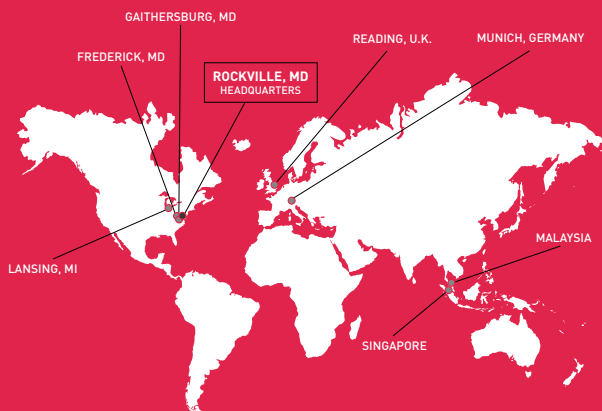 GAITHERSBURG, MD
FREDERICK, MD
ROCKVILLE, MD
HEADQUARTERS
READING, U.K.
MUNICH, GERMANY
LANSING, MI
MALAYSIA
SINGAPORE